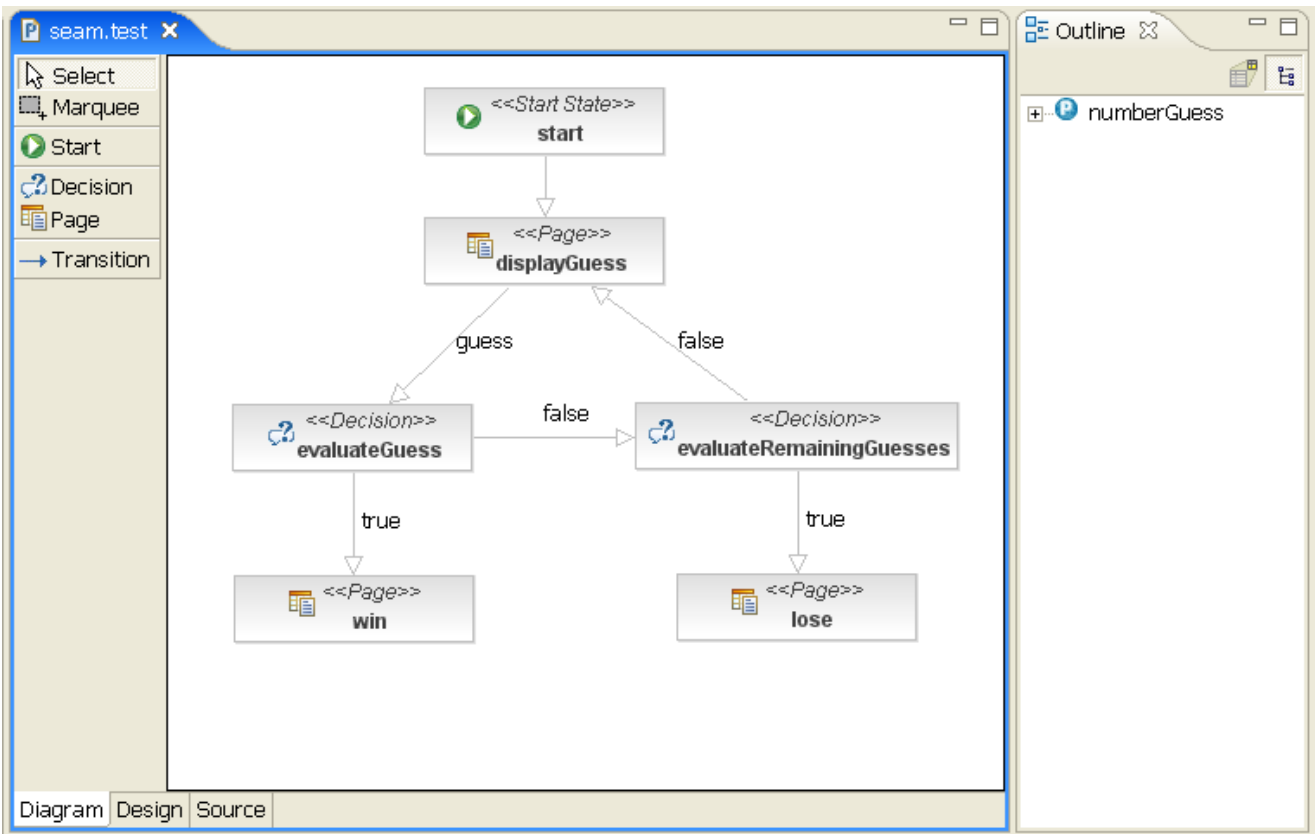 seam.test
Outline
Select
Marquee
Start
Decision
Page
Transition
<<Start State>>
start
<<Page>>
displayGuess
guess
false
<<Decision>>
evaluateGuess
false
<<Decision>>
evaluateRemainingGuesses
true
true
<<Page>>
win
<<Page>>
lose
numberGuess
Diagram Design Source